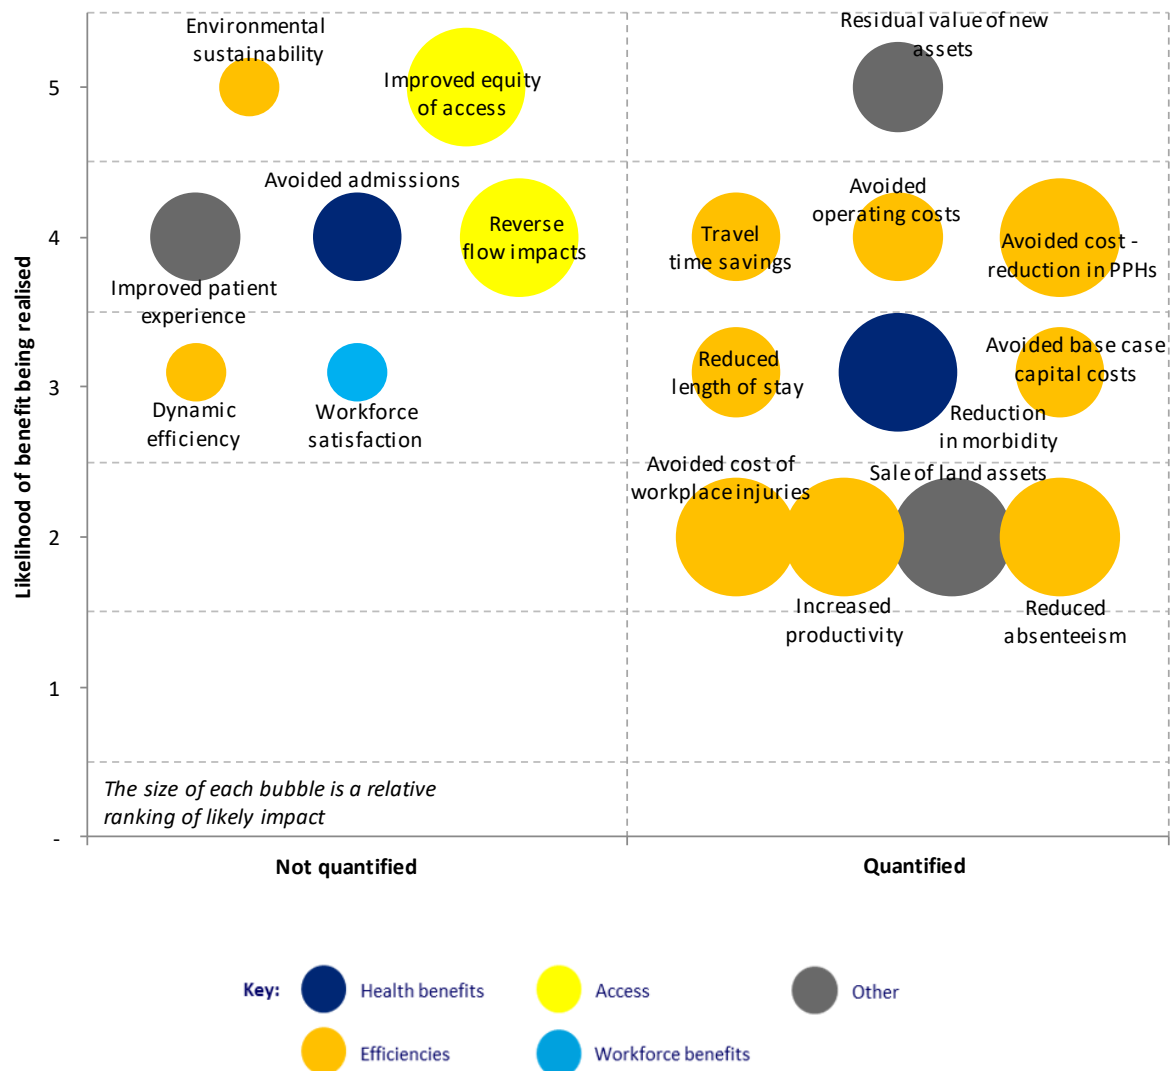 Environmental
sustainability
Residual value of new
assets
5
Improved equity
of access
Avoided admissions
Avoided
operating costs
4
Reverse
flow impacts
Travel
time savings
Avoided cost -
reduction in PPHs
Improved patient
experience
3
Reduced
length of stay
Avoided base case
capital costs
Dynamic
efficiency
Workforce
satisfaction
Reduction
in morbidity
Avoided cost of
workplace injuries
Sale of land assets
2
Increased
productivity
Reduced
absenteeism
1
The size of each bubble is a relative
ranking of likely impact
-
Likelihood of benefit being realised
Not quantified
Quantified
Key:
Health benefits
Access
Other
Efficiencies
Workforce benefits